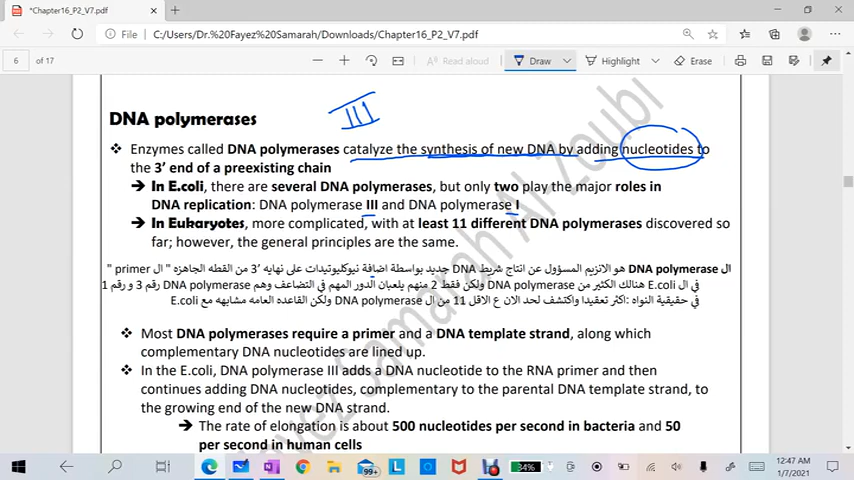 *Chapter16_P2_V7.pdf
File C:/Users/Dr.%20Fayez%20Samarah/Downloads/Chapter16_P2_V7.pdf
6 of 17
Read aloud Draw Highlight Erase
III
DNA polymerases
Enzymes called DNA polymerases catalyze the synthesis of new DNA by adding nucleotides to
the 3’ end of a preexisting chain
In E.coli, there are several DNA polymerases, but only two play the major roles in
DNA replication: DNA polymerase III and DNA polymerase I
In Eukaryotes, more complicated, with at least 11 different DNA polymerases discovered so
far; however, the general principles are the same.
ال DNA polymerase هو الانزيم المسؤول عن انتاج شريط DNA جديد بواسطة اضافة نيوكليوتيدات على نهايه ’3 من القطه الجاهزه " ال primer "
في ال E.coli هنالك الكثير من DNA polymerase ولكن فقط 2 منهم يلعبان الدور المهم في التضاعف وهم DNA polymerase رقم 3 و رقم 1
في حقيقية النواه :اكثر تعقيدا واكتشف لحد الان ع الاقل 11 من ال DNA polymerase ولكن القاعده العامه مشابهه مع E.coli
Most DNA polymerases require a primer and a DNA template strand, along which
complementary DNA nucleotides are lined up.
In the E.coli, DNA polymerase III adds a DNA nucleotide to the RNA primer and then
continues adding DNA nucleotides, complementary to the parental DNA template strand, to
the growing end of the new DNA strand.
The rate of elongation is about 500 nucleotides per second in bacteria and 50
per second in human cells
Fayez Samarah Al-Zoubi
99+
34%
12:47 AM
1/7/2021